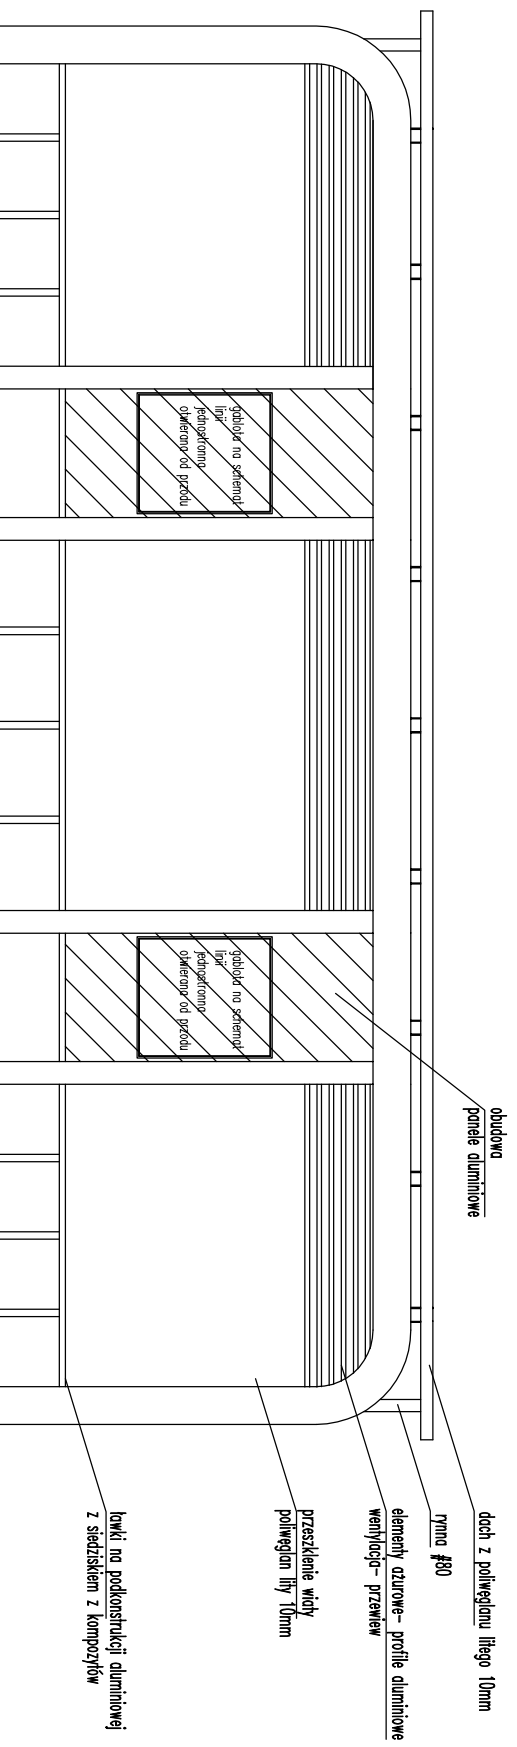 dach z poliwęglanu litego 10mm
rynna #80
elementy ażurowe- profile aluminiowe
wentylacja- przewiew
przeszklenie wiaty
poliwęglan lity 10mm
ławki na podkonstrukcji aluminiowej
z siedziskiem z kompozytów
obudowa
panele aluminiowe
gablota na schemat
linii
jednostronna
otwierana od przodu
gablota na schemat
linii
jednostronna
otwierana od przodu